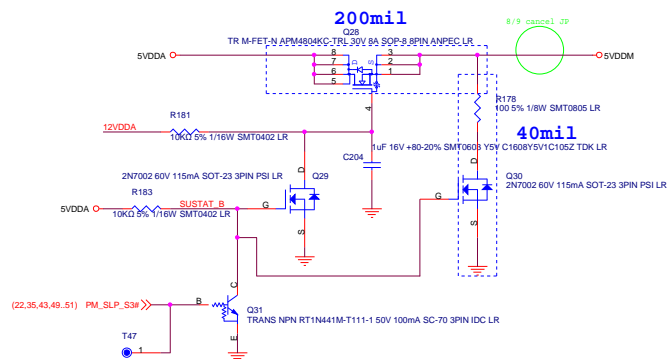 200mil
8/9 cancel JP
Q28
TR M-FET-N APM4804KC-TRL 30V 8A SOP-8 8PIN ANPEC LR
5VDDA
8
7
6
5
D
S
G
3
2
1
5VDDM
4
R178
100 5% 1/8W SMT0805 LR
R181
12VDDA
10KΩ 5% 1/16W SMT0402 LR
40mil
1uF 16V +80-20% SMT0603 Y5V C1608Y5V1C105Z TDK LR
C204
D
Q29
2N7002 60V 115mA SOT-23 3PIN PSI LR
G
S
D
Q30
2N7002 60V 115mA SOT-23 3PIN PSI LR
G
S
R183
5VDDA
SUSTAT_B
10KΩ 5% 1/16W SMT0402 LR
C
(22,35,43,49..51) PM_SLP_S3#
B
Q31
TRANS NPN RT1N441M-T111-1 50V 100mA SC-70 3PIN IDC LR
E
T47
1